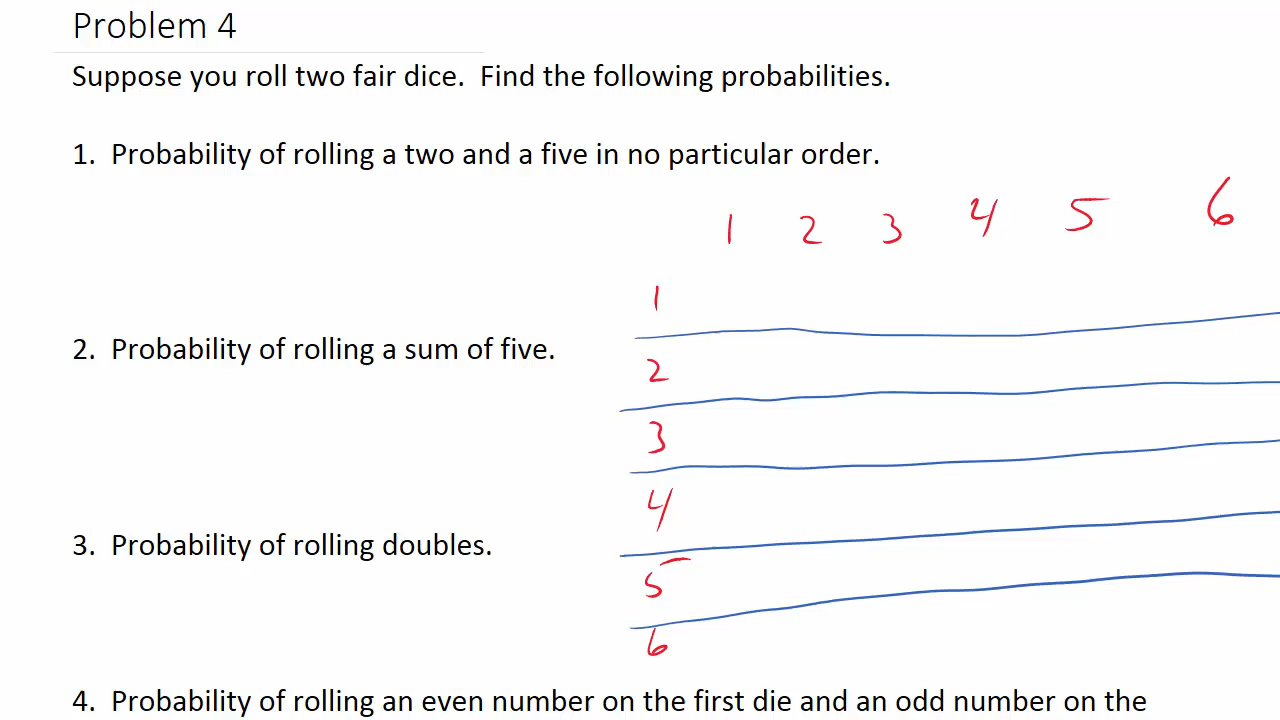 Problem 4
Suppose you roll two fair dice.  Find the following probabilities.
1.  Probability of rolling a two and a five in no particular order.
1 2 3 4 5 6
1
2.  Probability of rolling a sum of five.
2
3
4
3.  Probability of rolling doubles.
5
6
4.  Probability of rolling an even number on the first die and an odd number on the